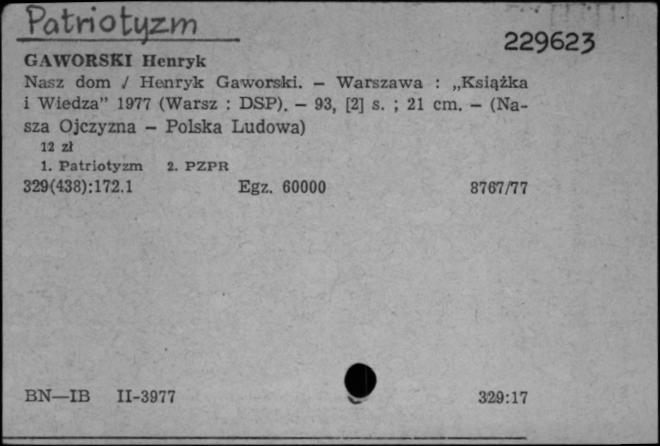 Patriotyzm
229623
GAWORSKI Henryk
Nasz dom / Henryk Gaworski. — Warszawa : „Książka
i Wiedza” 1977 (Warsz : DSP). — 93, [2] s. ; 21 cm. — (Na-
sza Ojczyzna — Polska Ludowa)
12 zł
1. Patriotyzm 2. PZPR
329(438):172.1 Egz. 60000 8767/77
BN—IB II-3977 329:17